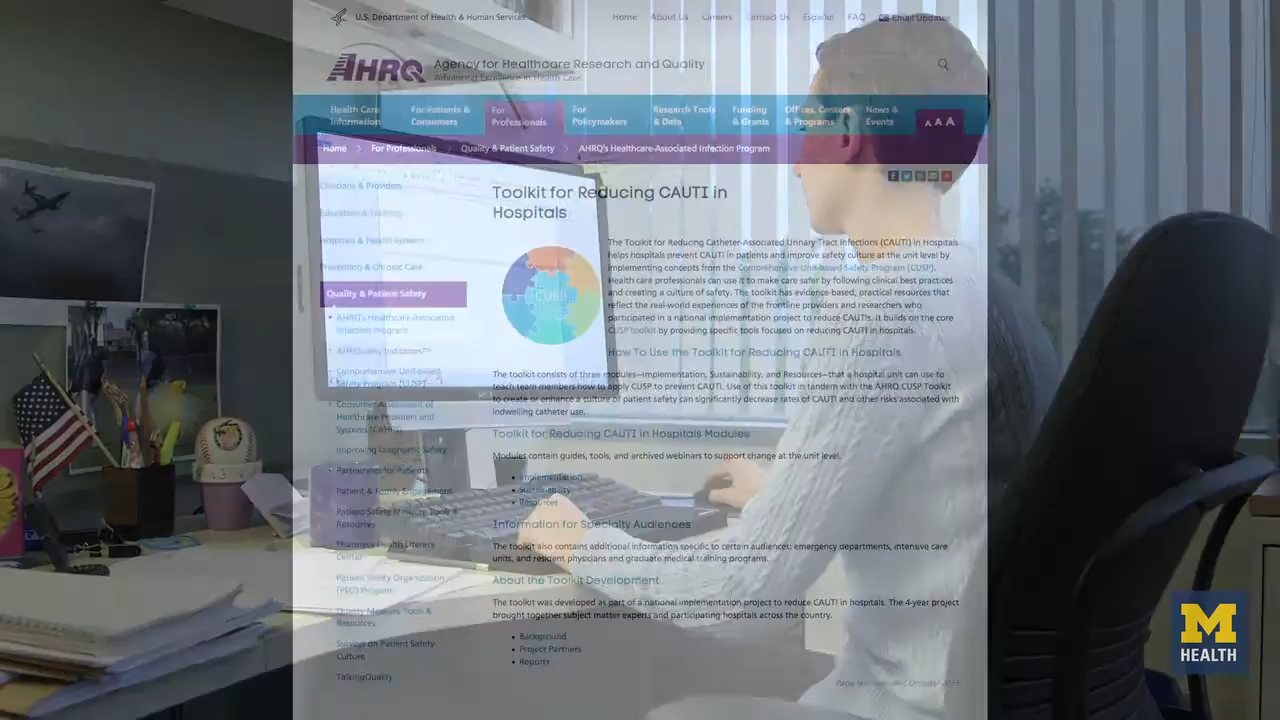 U.S. Department of Health & Human Services
Home About Us Careers Contact Us Español FAQ Email Updates
AHRQ
Agency for Healthcare Research and Quality
Advancing Excellence in Health Care
Health Care Information
For Patients & Consumers
For Professionals
For Policymakers
Research Tools & Data
Funding & Grants
Offices, Centers & Programs
News & Events
A A A
Home > For Professionals > Quality & Patient Safety > AHRQ's Healthcare-Associated Infection Program
Clinicians & Providers
Education & Training
Hospitals & Health Systems
Prevention & Chronic Care
Quality & Patient Safety
AHRQ's Healthcare-Associated
Infection Program
AHRQuality Indicators™
Comprehensive Unit-based
Safety Program (CUSP)
Consumer Assessment of
Healthcare Providers and
Systems (CAHPS)
Improving Diagnostic Safety
Partnership for Patients
Patient & Family Engagement
Patient Safety Measure Tools &
Resources
Pharmacy Health Literacy
Center
Patient Safety Organization
(PSO) Program
Quality Measure Tools &
Resources
Surveys on Patient Safety
Culture
TalkingQuality
Toolkit for Reducing CAUTI in
Hospitals
CUSP
The Toolkit for Reducing Catheter-Associated Urinary Tract Infections (CAUTI) in Hospitals
helps hospitals prevent CAUTI in patients and improve safety culture at the unit level by
implementing concepts from the Comprehensive Unit-based Safety Program (CUSP).
Health care professionals can use it to make care safer by following clinical best practices
and creating a culture of safety. The toolkit has evidence-based, practical resources that
reflect the real-world experiences of the frontline providers and researchers who
participated in a national implementation project to reduce CAUTIs. It builds on the core
CUSP toolkit by providing specific tools focused on reducing CAUTI in hospitals.
How To Use the Toolkit for Reducing CAUTI in Hospitals
The toolkit consists of three modules—Implementation, Sustainability, and Resources—that a hospital unit can use to
teach team members how to apply CUSP to prevent CAUTI. Use of this toolkit in tandem with the AHRQ CUSP Toolkit
to create or enhance a culture of patient safety can significantly decrease rates of CAUTI and other risks associated with
indwelling catheter use.
Toolkit for Reducing CAUTI in Hospitals Modules
Modules contain guides, tools, and archived webinars to support change at the unit level.
Implementation
Sustainability
Resources
Information for Specialty Audiences
The toolkit also contains additional information specific to certain audiences: emergency departments, intensive care
units, and resident physicians and graduate medical training programs.
About the Toolkit Development
The toolkit was developed as part of a national implementation project to reduce CAUTI in hospitals. The 4-year project
brought together subject matter experts and participating hospitals across the country.
Background
Project Partners
Reports
2015
M
HEALTH